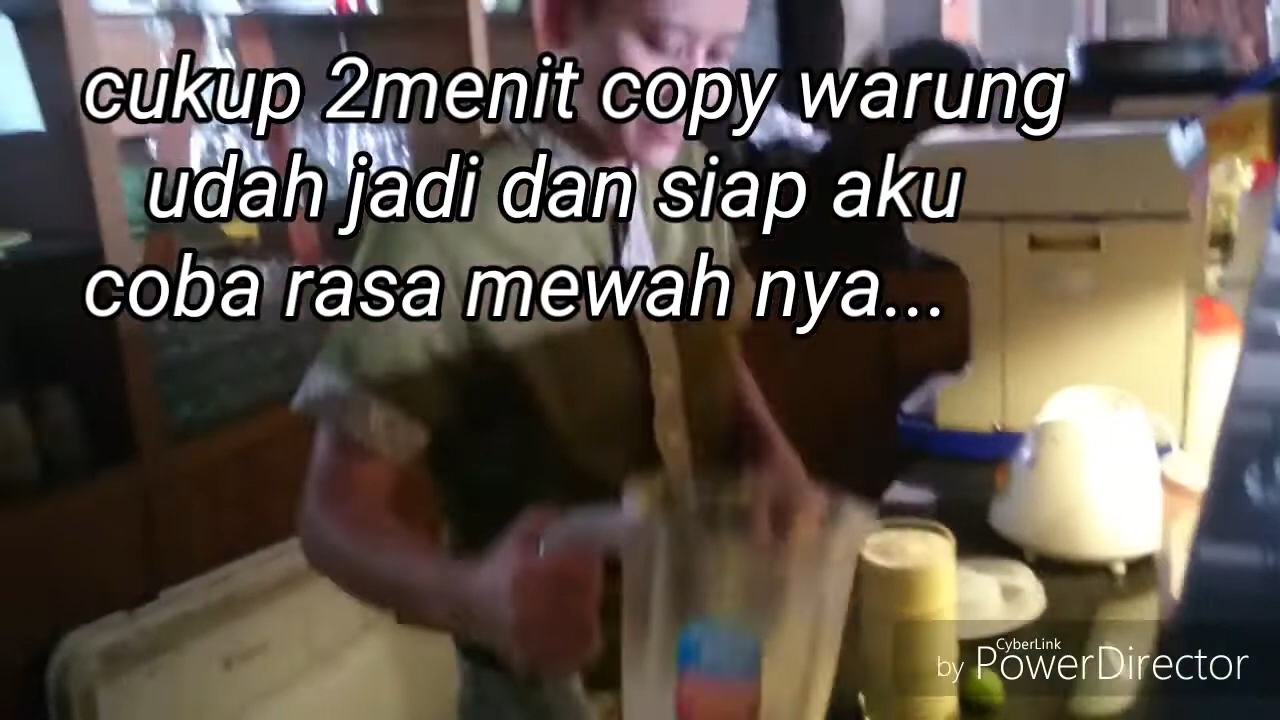 cukup 2menit copy warung
udah jadi dan siap aku
coba rasa mewah nya...
CyberLink
by PowerDirector